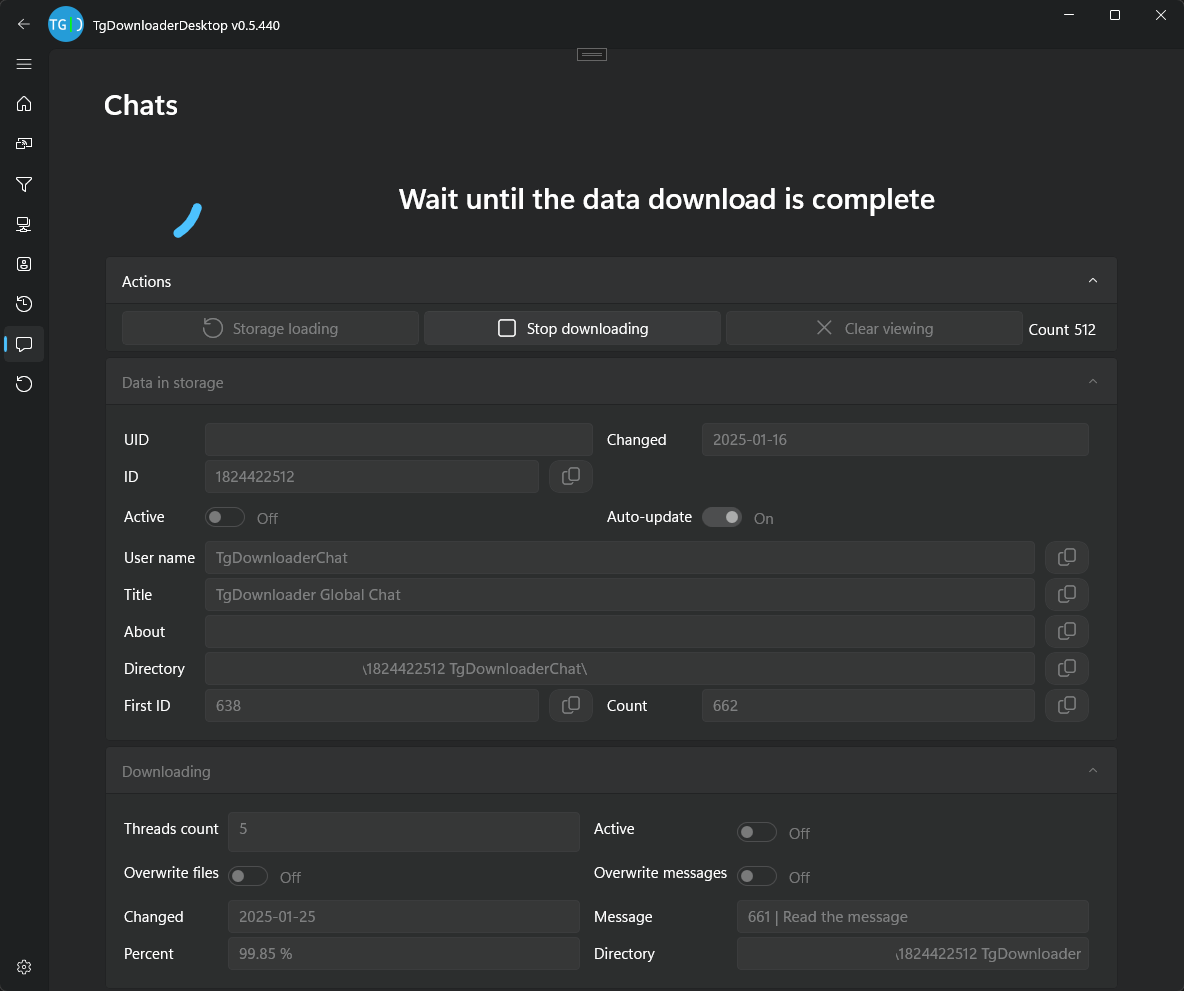 TG D TgDownloaderDesktop v0.5.440
Chats
Wait until the data download is complete
Actions
Storage loading Stop downloading Clear viewing Count 512
Data in storage
UID Changed 2025-01-16
ID 1824422512
Active Off Auto-update On
User name TgDownloaderChat
Title TgDownloader Global Chat
About
Directory \1824422512 TgDownloaderChat\
First ID 638 Count 662
Downloading
Threads count 5 Active Off
Overwrite files Off Overwrite messages Off
Changed 2025-01-25 Message 661 | Read the message
Percent 99.85 % Directory \1824422512 TgDownloader